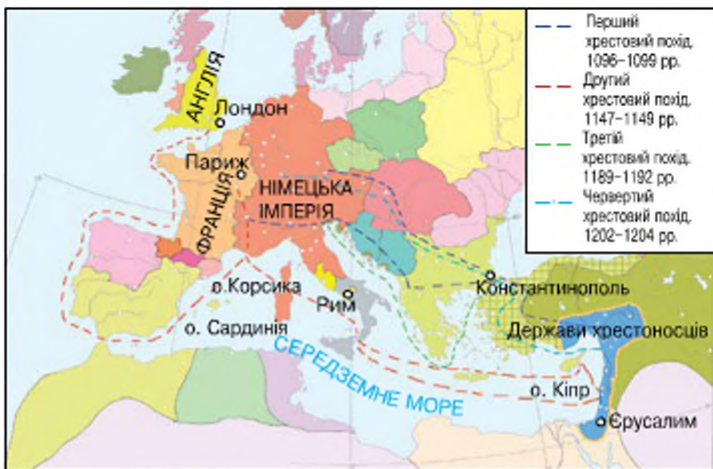 Перший
хрестовий похід.
1096–1099 рр.
Другий
хрестовий похід.
1147–1149 рр.
Третій
хрестовий похід.
1189–1192 рр.
Червертий
хрестовий похід.
1202–1204 рр.
АНГЛІЯ
Лондон
Париж
ФРАНЦІЯ
НІМЕЦЬКА
ІМПЕРІЯ
о.Корсика
Рим
о. Сардинія
СЕРЕДЗЕМНЕ МОРЕ
Константинополь
Держави хрестоносців
о. Кіпр
Єрусалим